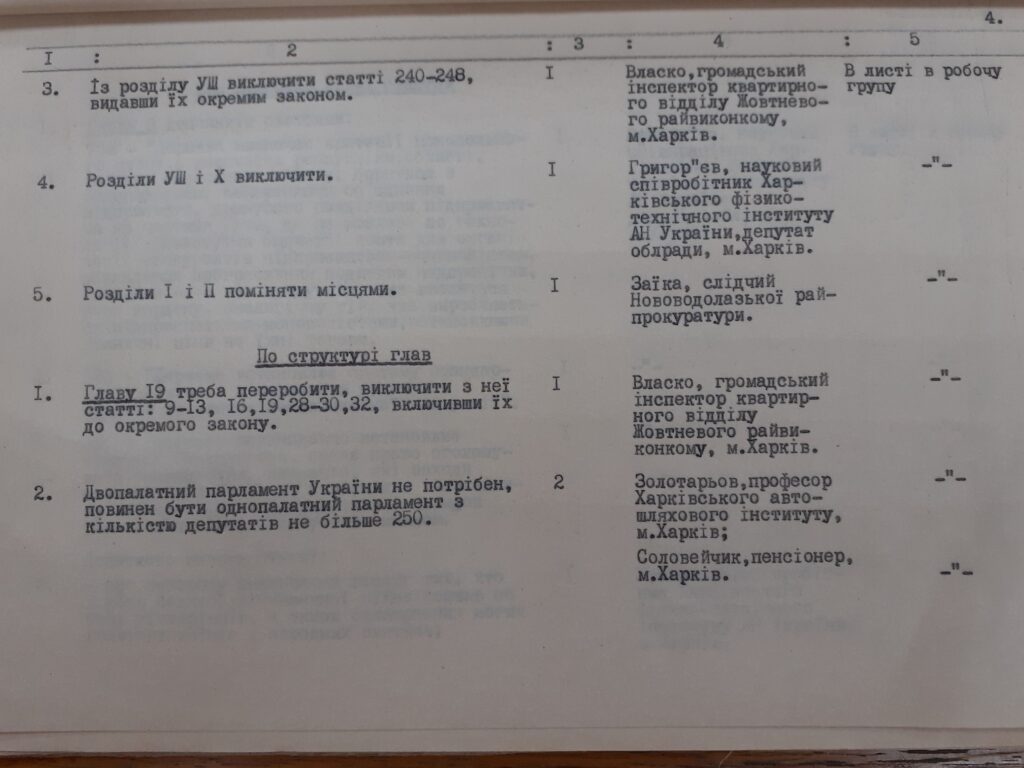 4.
I : 2 : 3 : 4 : 5
3. Із розділу УШ виключити статті 240-248, I Власко,громадський В листі в робочу
видавши їх окремим законом. інспектор квартирно- групу
го відділу Жовтнево-
го райвиконкому,
м.Харків.
4. Розділи УШ і X виключити. I Григор"єв, науковий -"-
співробітник Хар-
ківського фізико-
технічного інституту
АН України,депутат
облради, м.Харків.
5. Розділи I і П поміняти місцями. I Заїка, слідчий -"-
Нововодолазької рай-
прокуратури.
По структурі глав
I. Главу I9 треба переробити, виключити з неї I Власко, громадський -"-
статті: 9-I3, I6,I9,28-30,32, включивши їх інспектор квартир-
до окремого закону. ного відділу
Жовтневого райви-
конкому, м.Харків.
2. Двопалатний парламент України не потрібен, 2 Золотарьов,професор -"-
повинен бути однопалатний парламент з Харківського авто-
кількістю депутатів не більше 250. шляхового інституту,
м.Харків;
Соловейчик,пенсіонер,
м.Харків. -"-